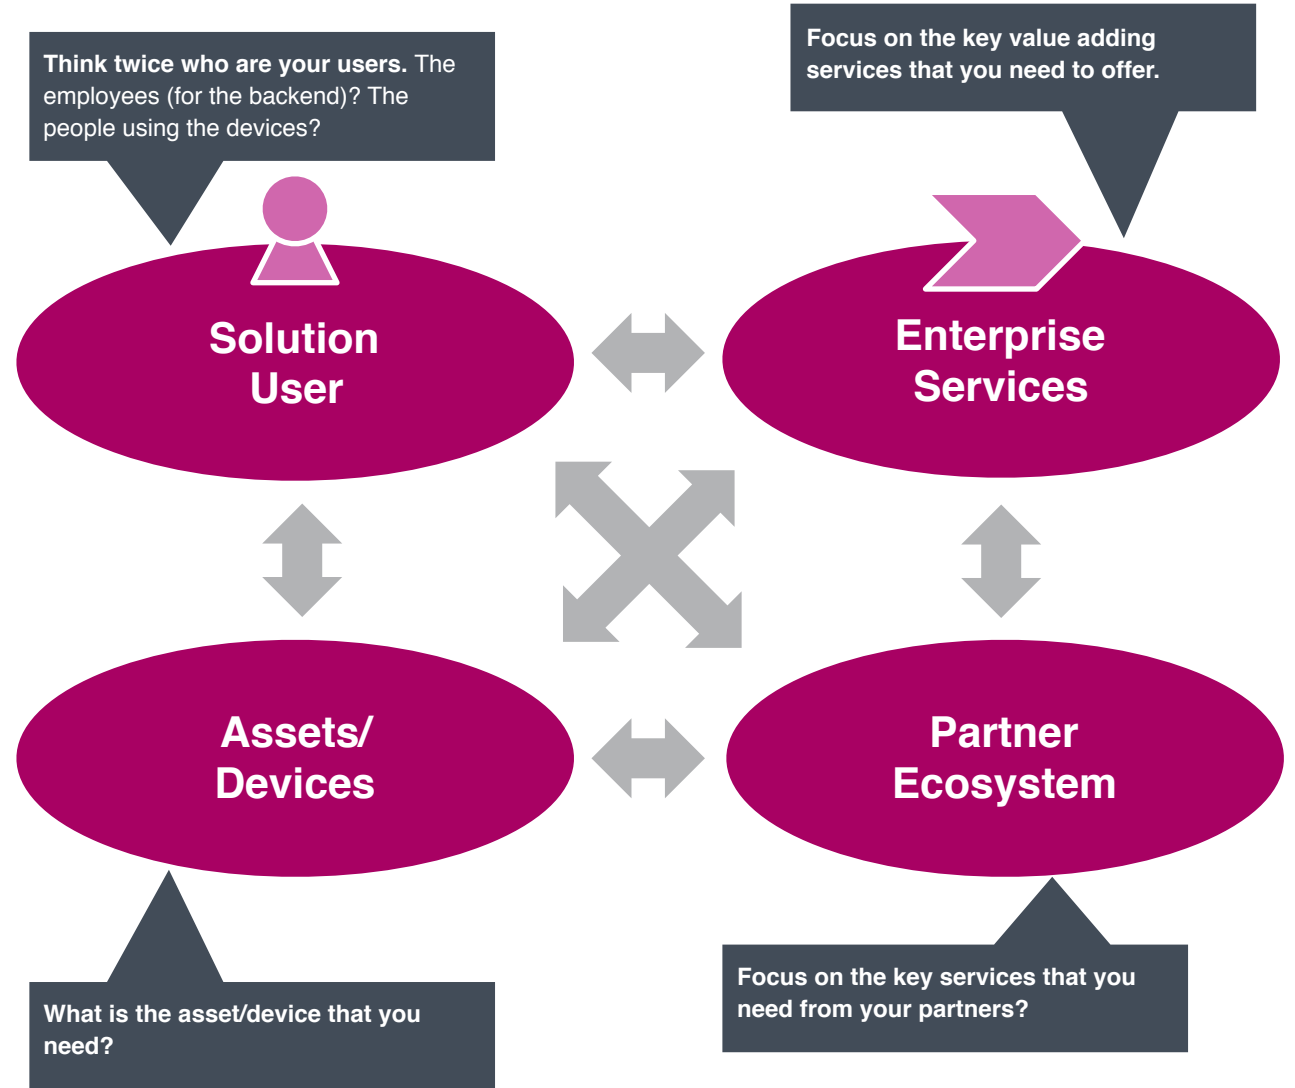 Think twice who are your users. The
employees (for the backend)? The
people using the devices?
Focus on the key value adding
services that you need to offer.
Solution
User
Enterprise
Services
Assets/
Devices
Partner
Ecosystem
What is the asset/device that you
need?
Focus on the key services that you
need from your partners?